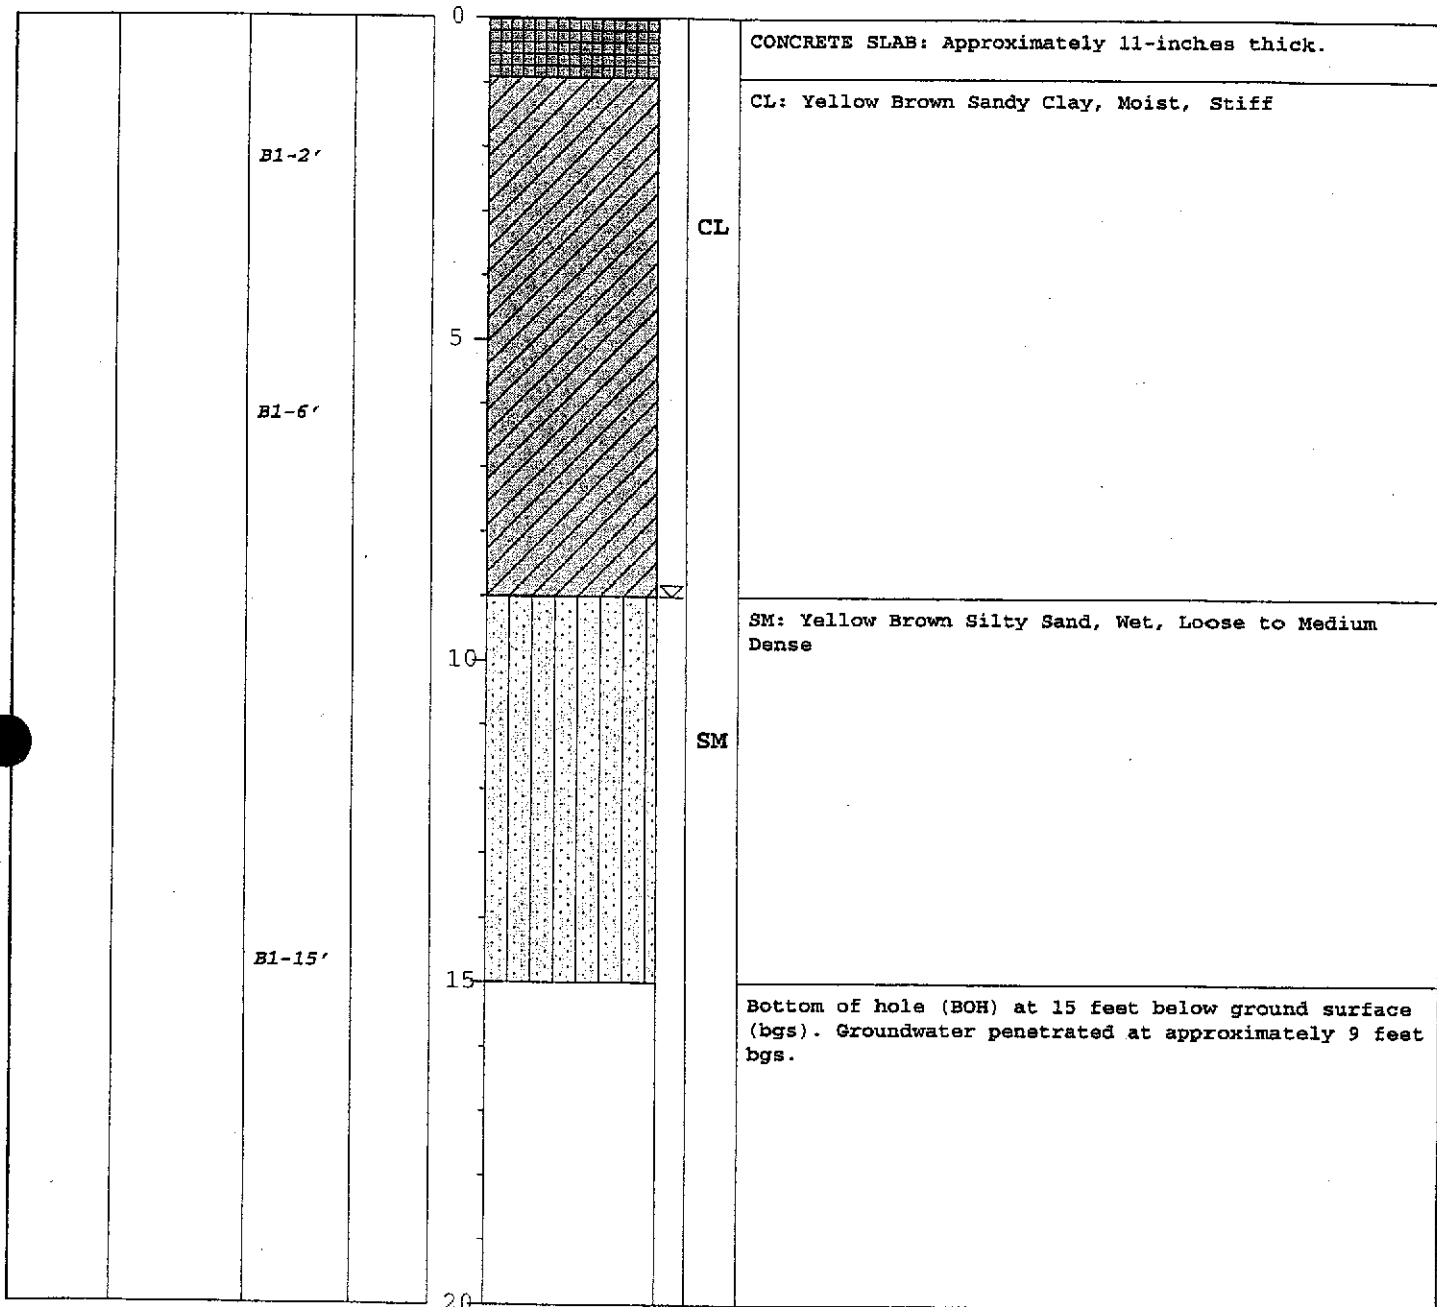 0
CONCRETE SLAB: Approximately 11-inches thick.
CL: Yellow Brown Sandy Clay, Moist, Stiff
B1-2'
CL
5
B1-6'
SM: Yellow Brown Silty Sand, Wet, Loose to Medium
Dense
10
SM
B1-15'
15
Bottom of hole (BOH) at 15 feet below ground surface
(bgs). Groundwater penetrated at approximately 9 feet
bgs.
20